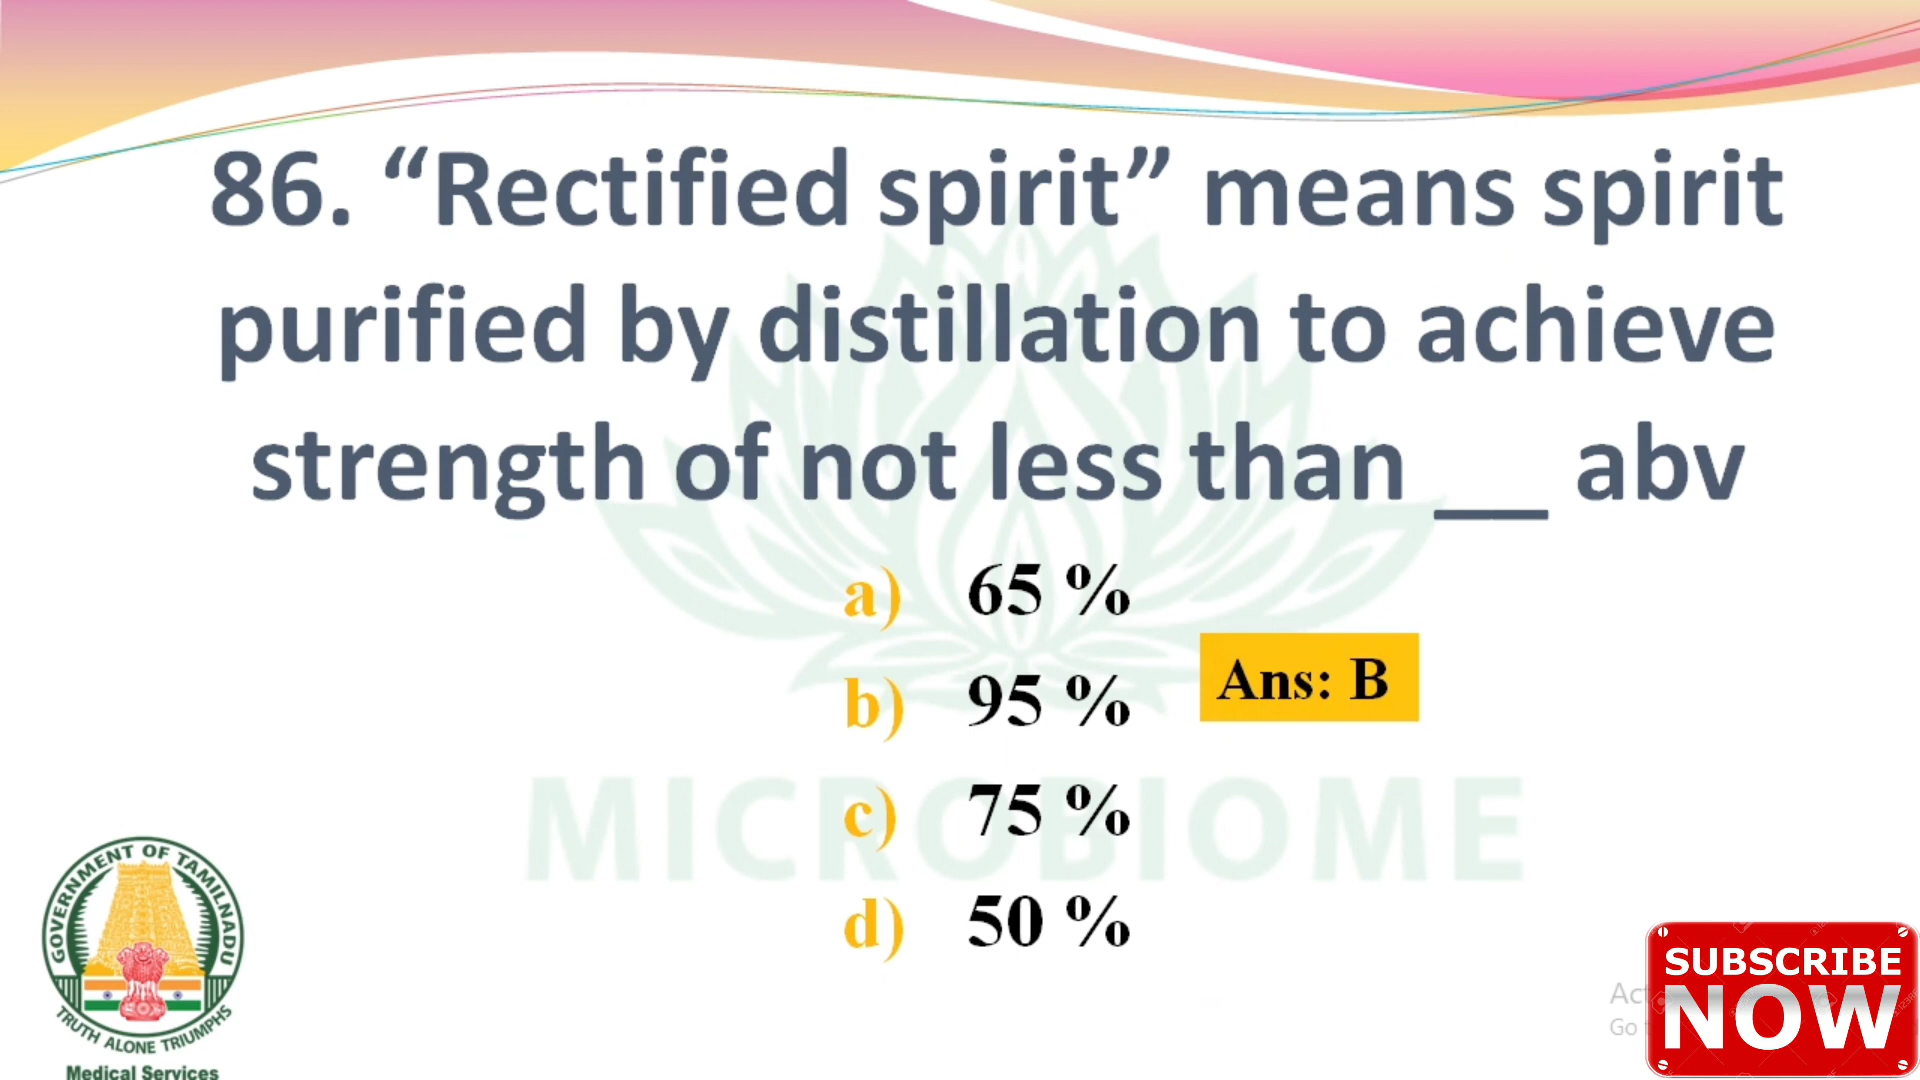 86. “Rectified spirit” means spirit
purified by distillation to achieve
strength of not less than __ abv
a) 65 %
b) 95 %
Ans: B
c) 75 %
d) 50 %
MICROBIOME
GOVERNMENT OF TAMILNADU
TRUTH ALONE TRIUMPHS
Medical Services
SUBSCRIBE
NOW
Go